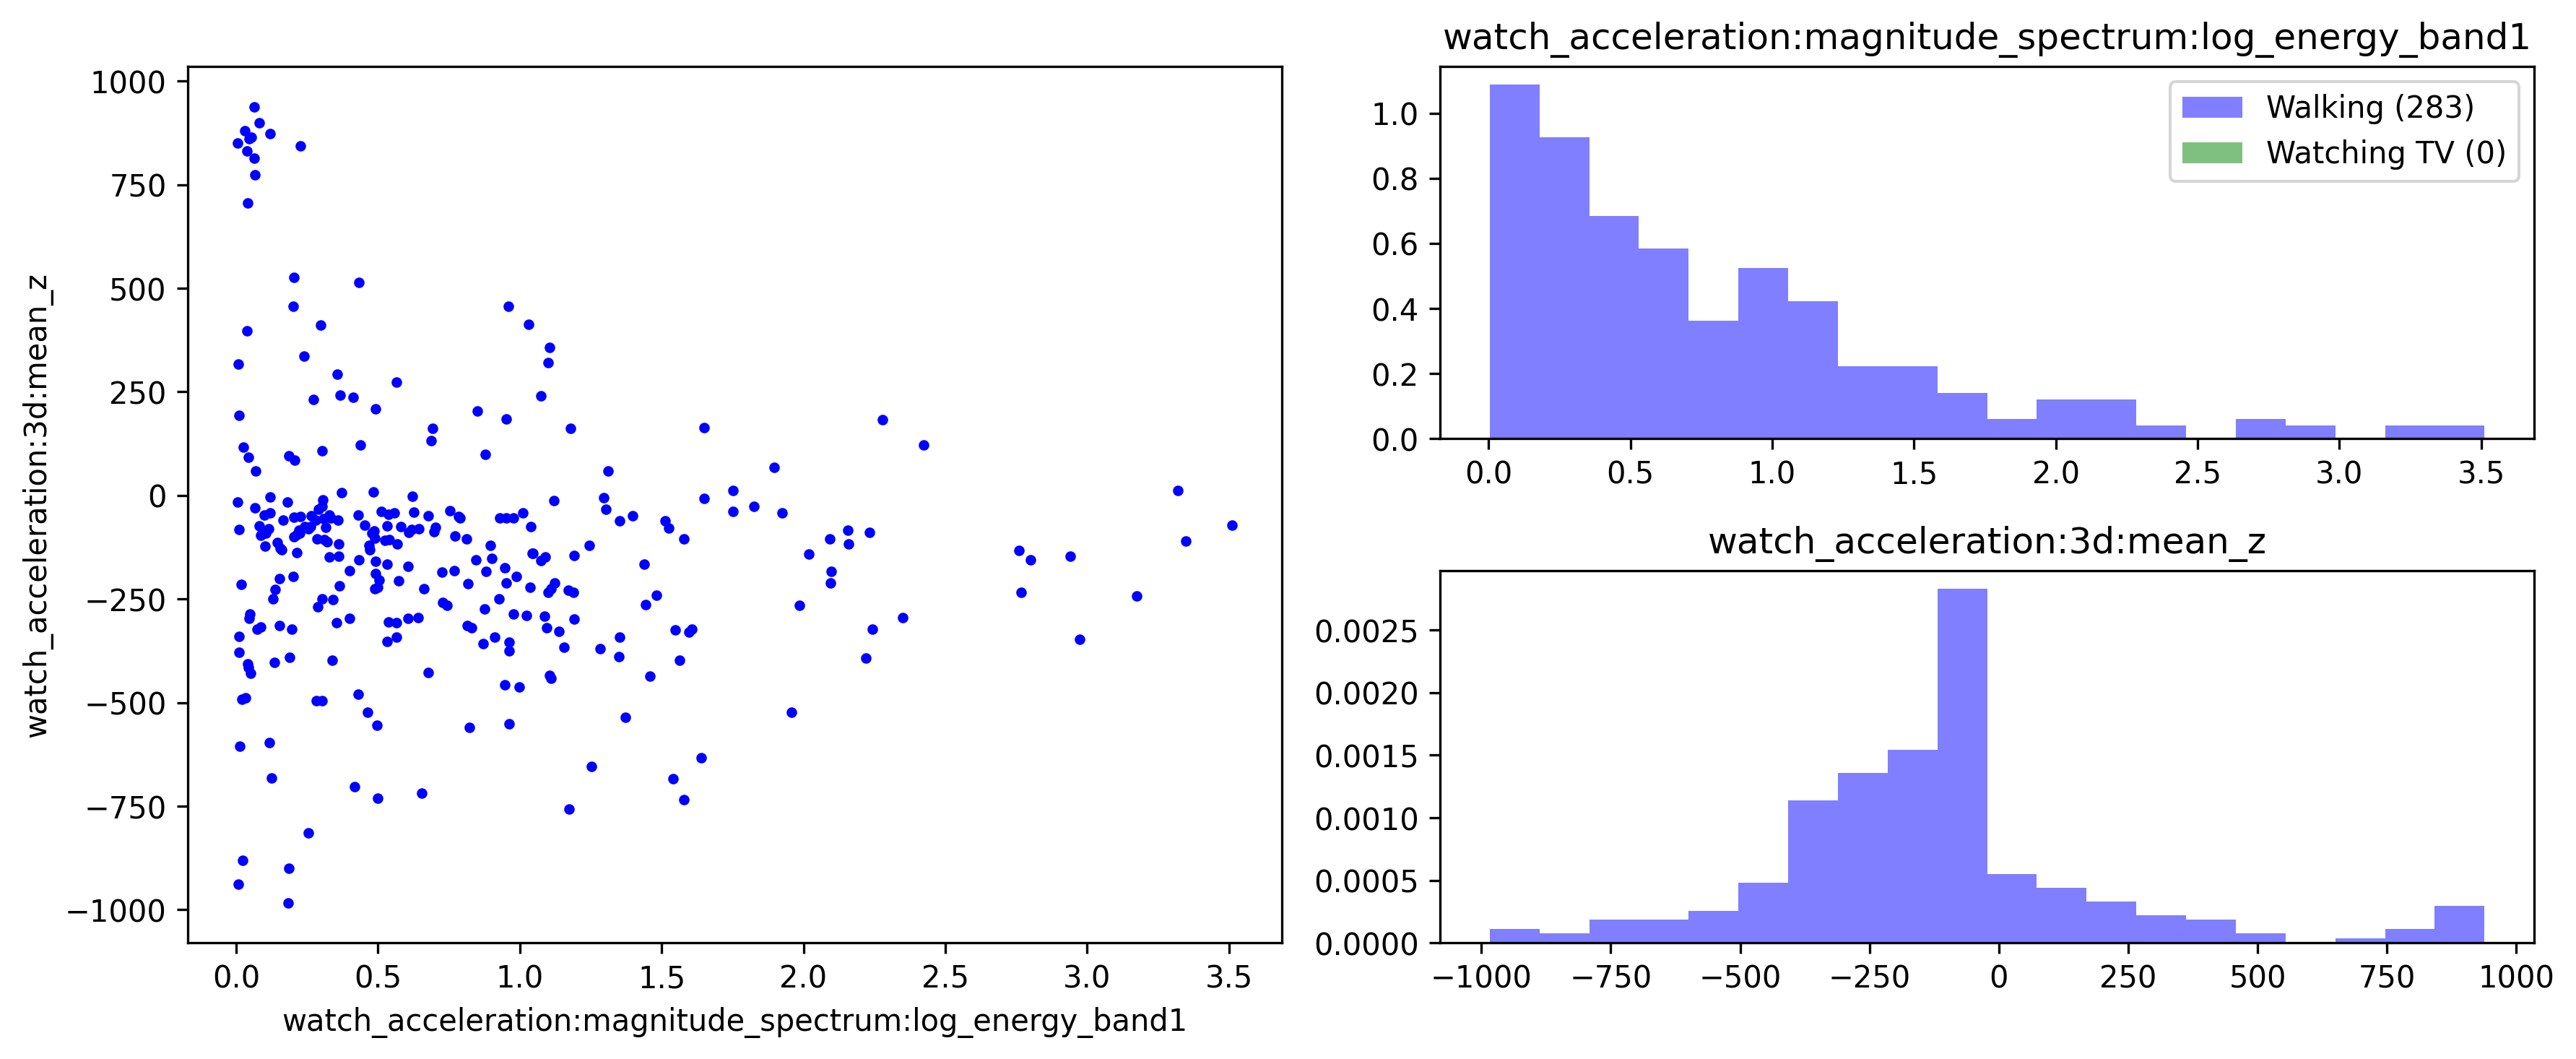 1000
750
500
250
0
−250
−500
−750
−1000
watch_acceleration:3d:mean_z
0.0 0.5 1.0 1.5 2.0 2.5 3.0 3.5
watch_acceleration:magnitude_spectrum:log_energy_band1
watch_acceleration:magnitude_spectrum:log_energy_band1
Walking (283)
Watching TV (0)
1.0
0.8
0.6
0.4
0.2
0.0
0.0 0.5 1.0 1.5 2.0 2.5 3.0 3.5
watch_acceleration:3d:mean_z
0.0025
0.0020
0.0015
0.0010
0.0005
0.0000
−1000 −750 −500 −250 0 250 500 750 1000